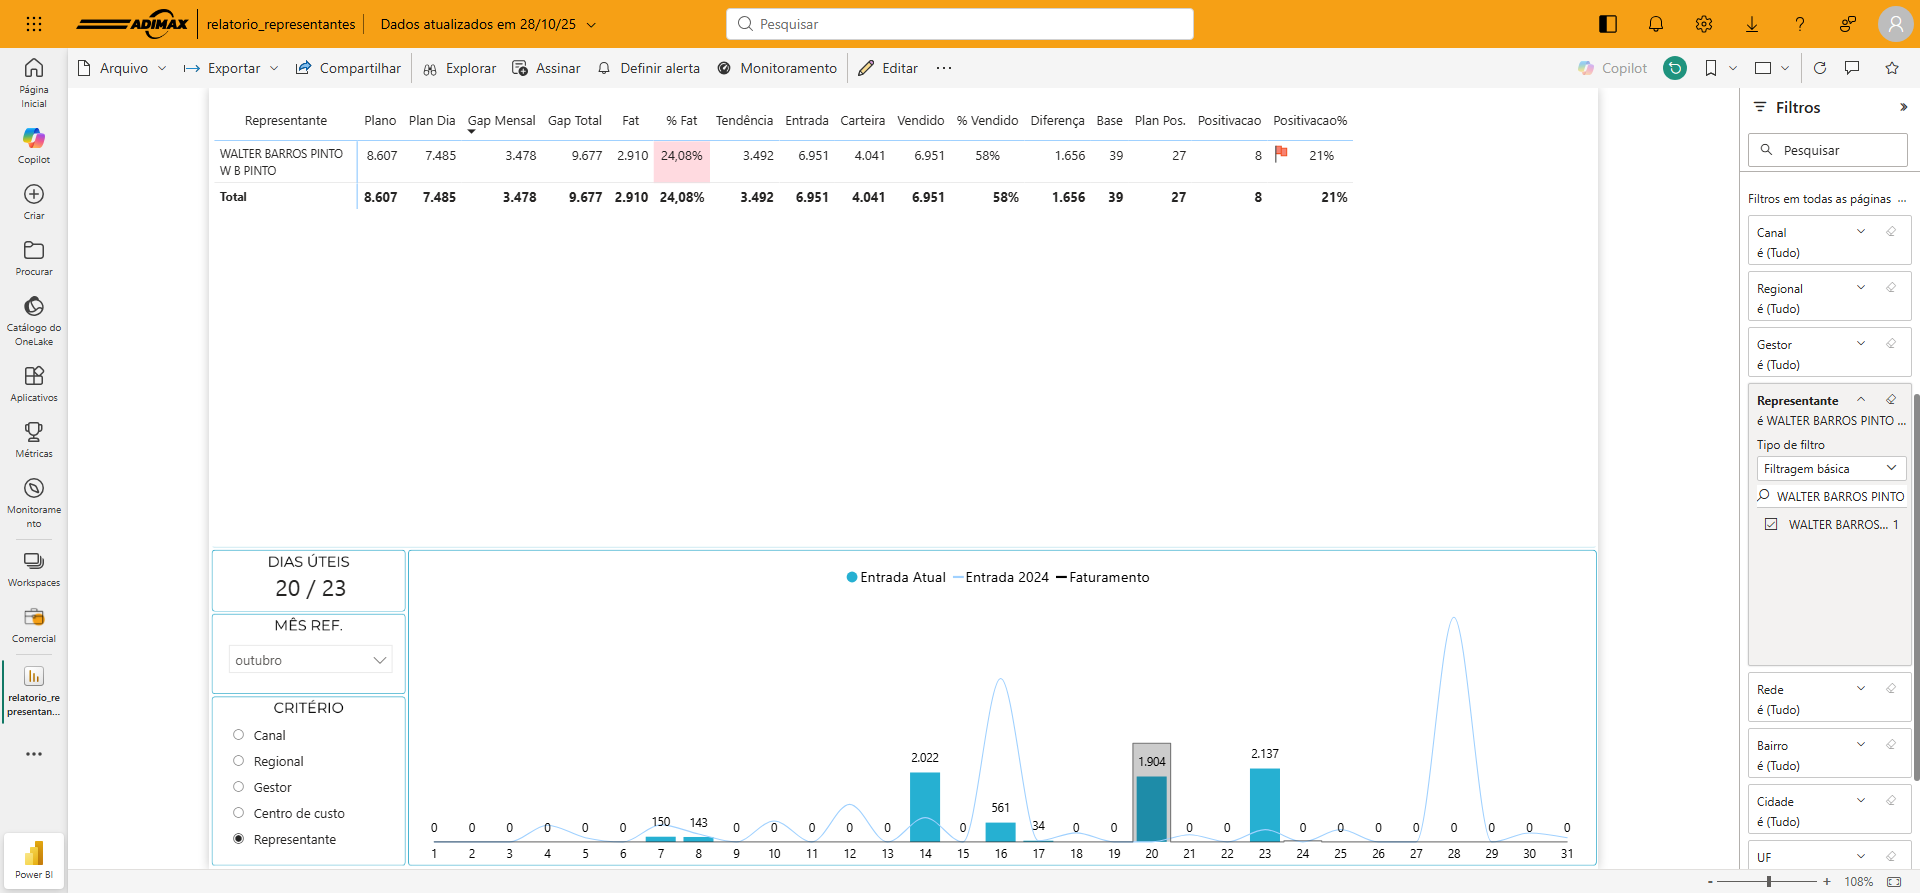 ADIMAX relatorio_representantes Dados atualizados em 28/10/25 Pesquisar A
Arquivo Exportar Compartilhar Explorar Assinar Definir alerta Monitoramento Editar ... Copilot
Página Inicial
Copilot
Criar
Procurar
Catálogo do OneLake
Aplicativos
Métricas
Monitorame nto
Workspaces
Comercial
relatorio_re presentan...
Power BI
Representante Plano Plan Dia Gap Mensal Gap Total Fat % Fat Tendência Entrada Carteira Vendido % Vendido Diferença Base Plan Pos. Positivacao Positivacao%
WALTER BARROS PINTO 8.607 7.485 3.478 9.677 2.910 24,08% 3.492 6.951 4.041 6.951 58% 1.656 39 27 8 21%
W B PINTO
Total 8.607 7.485 3.478 9.677 2.910 24,08% 3.492 6.951 4.041 6.951 58% 1.656 39 27 8 21%
DIAS ÚTEIS
20 / 23
MÊS REF.
outubro
CRITÉRIO
Canal
Regional
Gestor
Centro de custo
Representante
Entrada Atual Entrada 2024 Faturamento
0 0 0 0 0 0 150 143 0 0 0 0 0 2.022 0 561 34 0 0 1.904 0 0 2.137 0 0 0 0 0 0 0 0
1 2 3 4 5 6 7 8 9 10 11 12 13 14 15 16 17 18 19 20 21 22 23 24 25 26 27 28 29 30 31
Filtros
Pesquisar
Filtros em todas as páginas ...
Canal
é (Tudo)
Regional
é (Tudo)
Gestor
é (Tudo)
Representante
é WALTER BARROS PINTO ...
Tipo de filtro
Filtragem básica
WALTER BARROS PINTO
WALTER BARROS... 1
Rede
é (Tudo)
Bairro
é (Tudo)
Cidade
é (Tudo)
UF
- + 108%